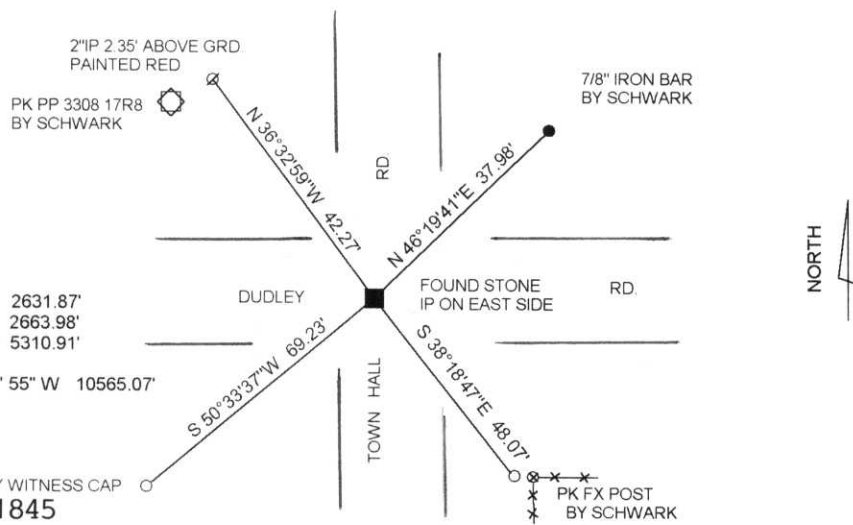 2"IP 2.35' ABOVE GRD.
PAINTED RED
PK PP 3308 17R8
BY SCHWARK
7/8" IRON BAR
BY SCHWARK
N 36°32'59"W 42.27'
RD
N 46°19'41"E 37.98'
NORTH
2631.87'
2663.98'
5310.91'
DUDLEY
FOUND STONE
IP ON EAST SIDE
RD.
' 55" W 10565.07'
S 50°33'37"W 69.23'
TOWN HALL
S 38°18'47"E 48.07'
WITNESS CAP
1845
PK FX POST
BY SCHWARK